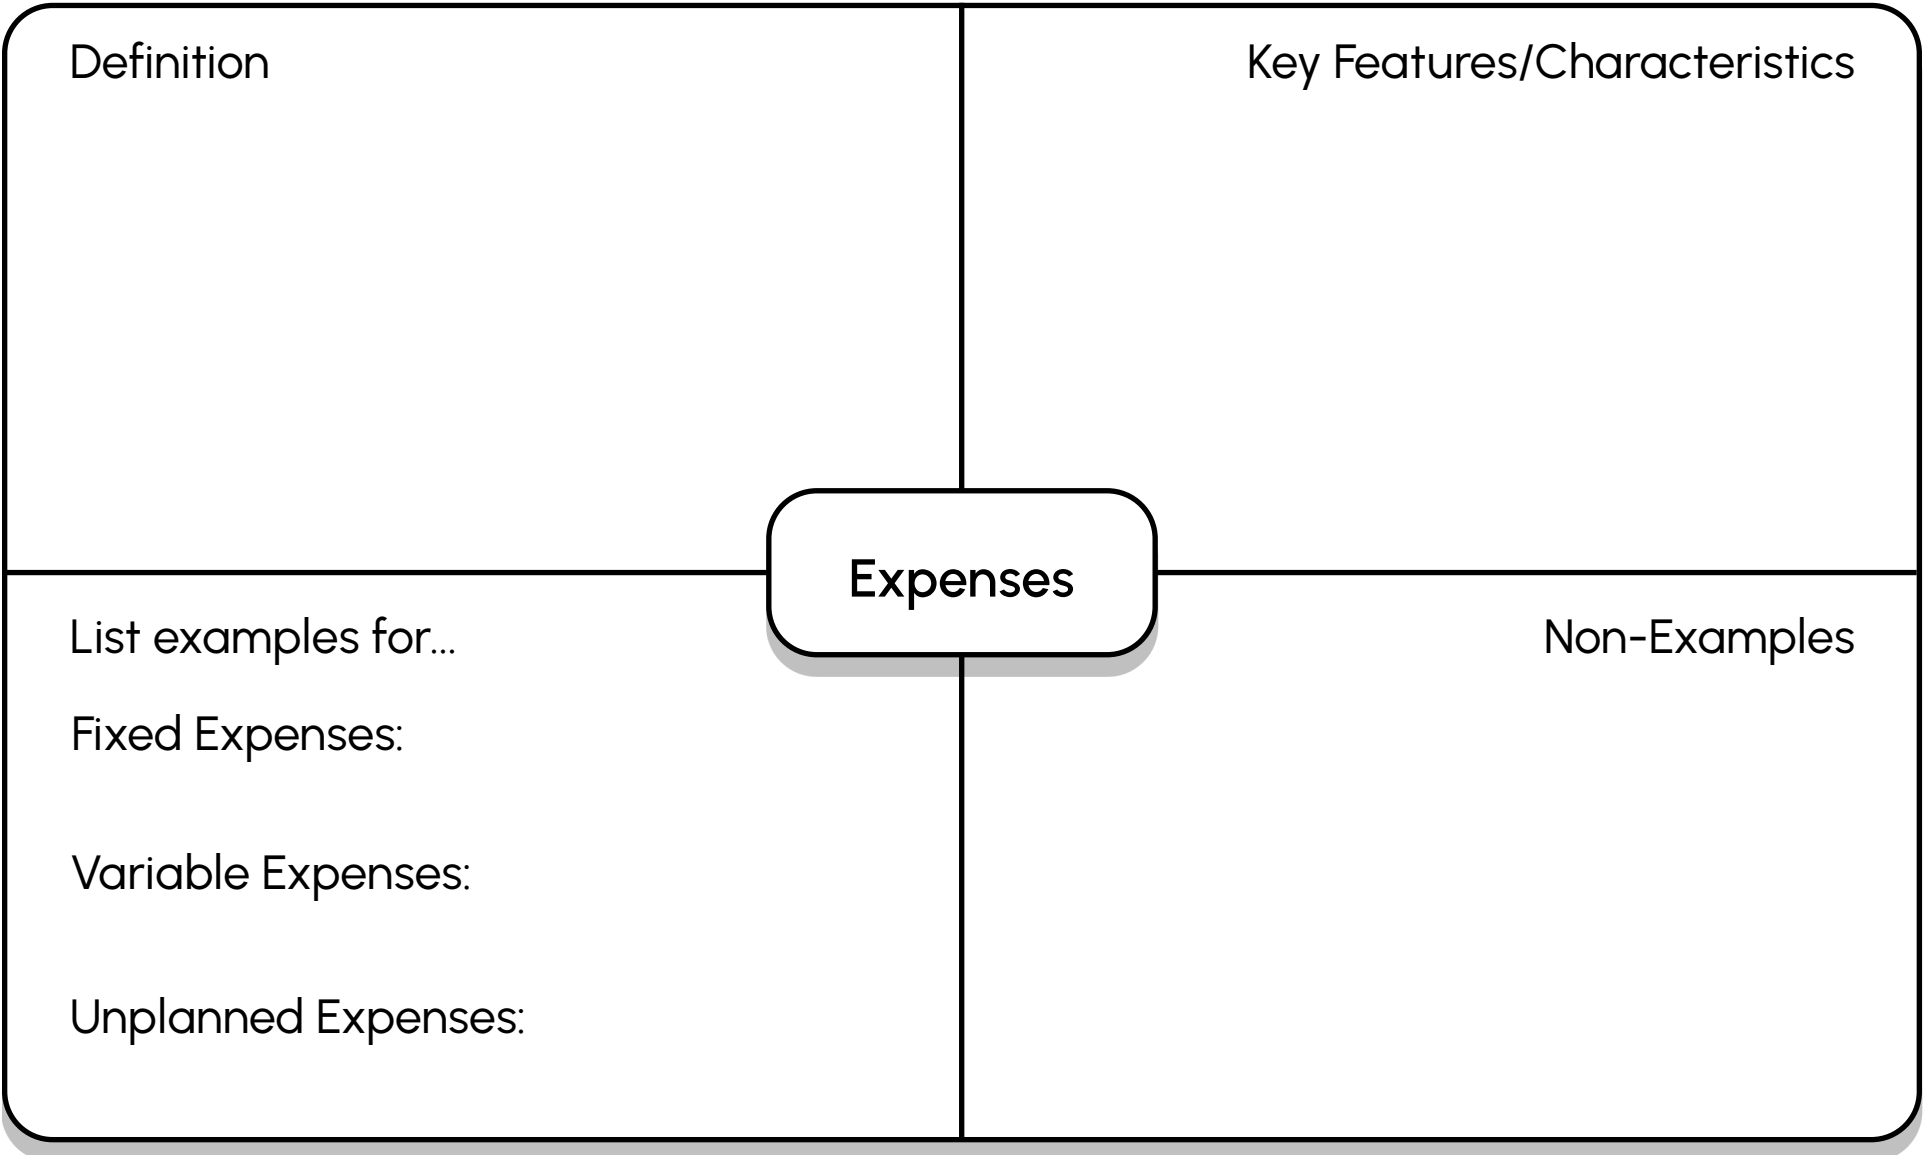 Definition
Key Features/Characteristics
Expenses
List examples for...
Fixed Expenses:
Variable Expenses:
Unplanned Expenses:
Non-Examples